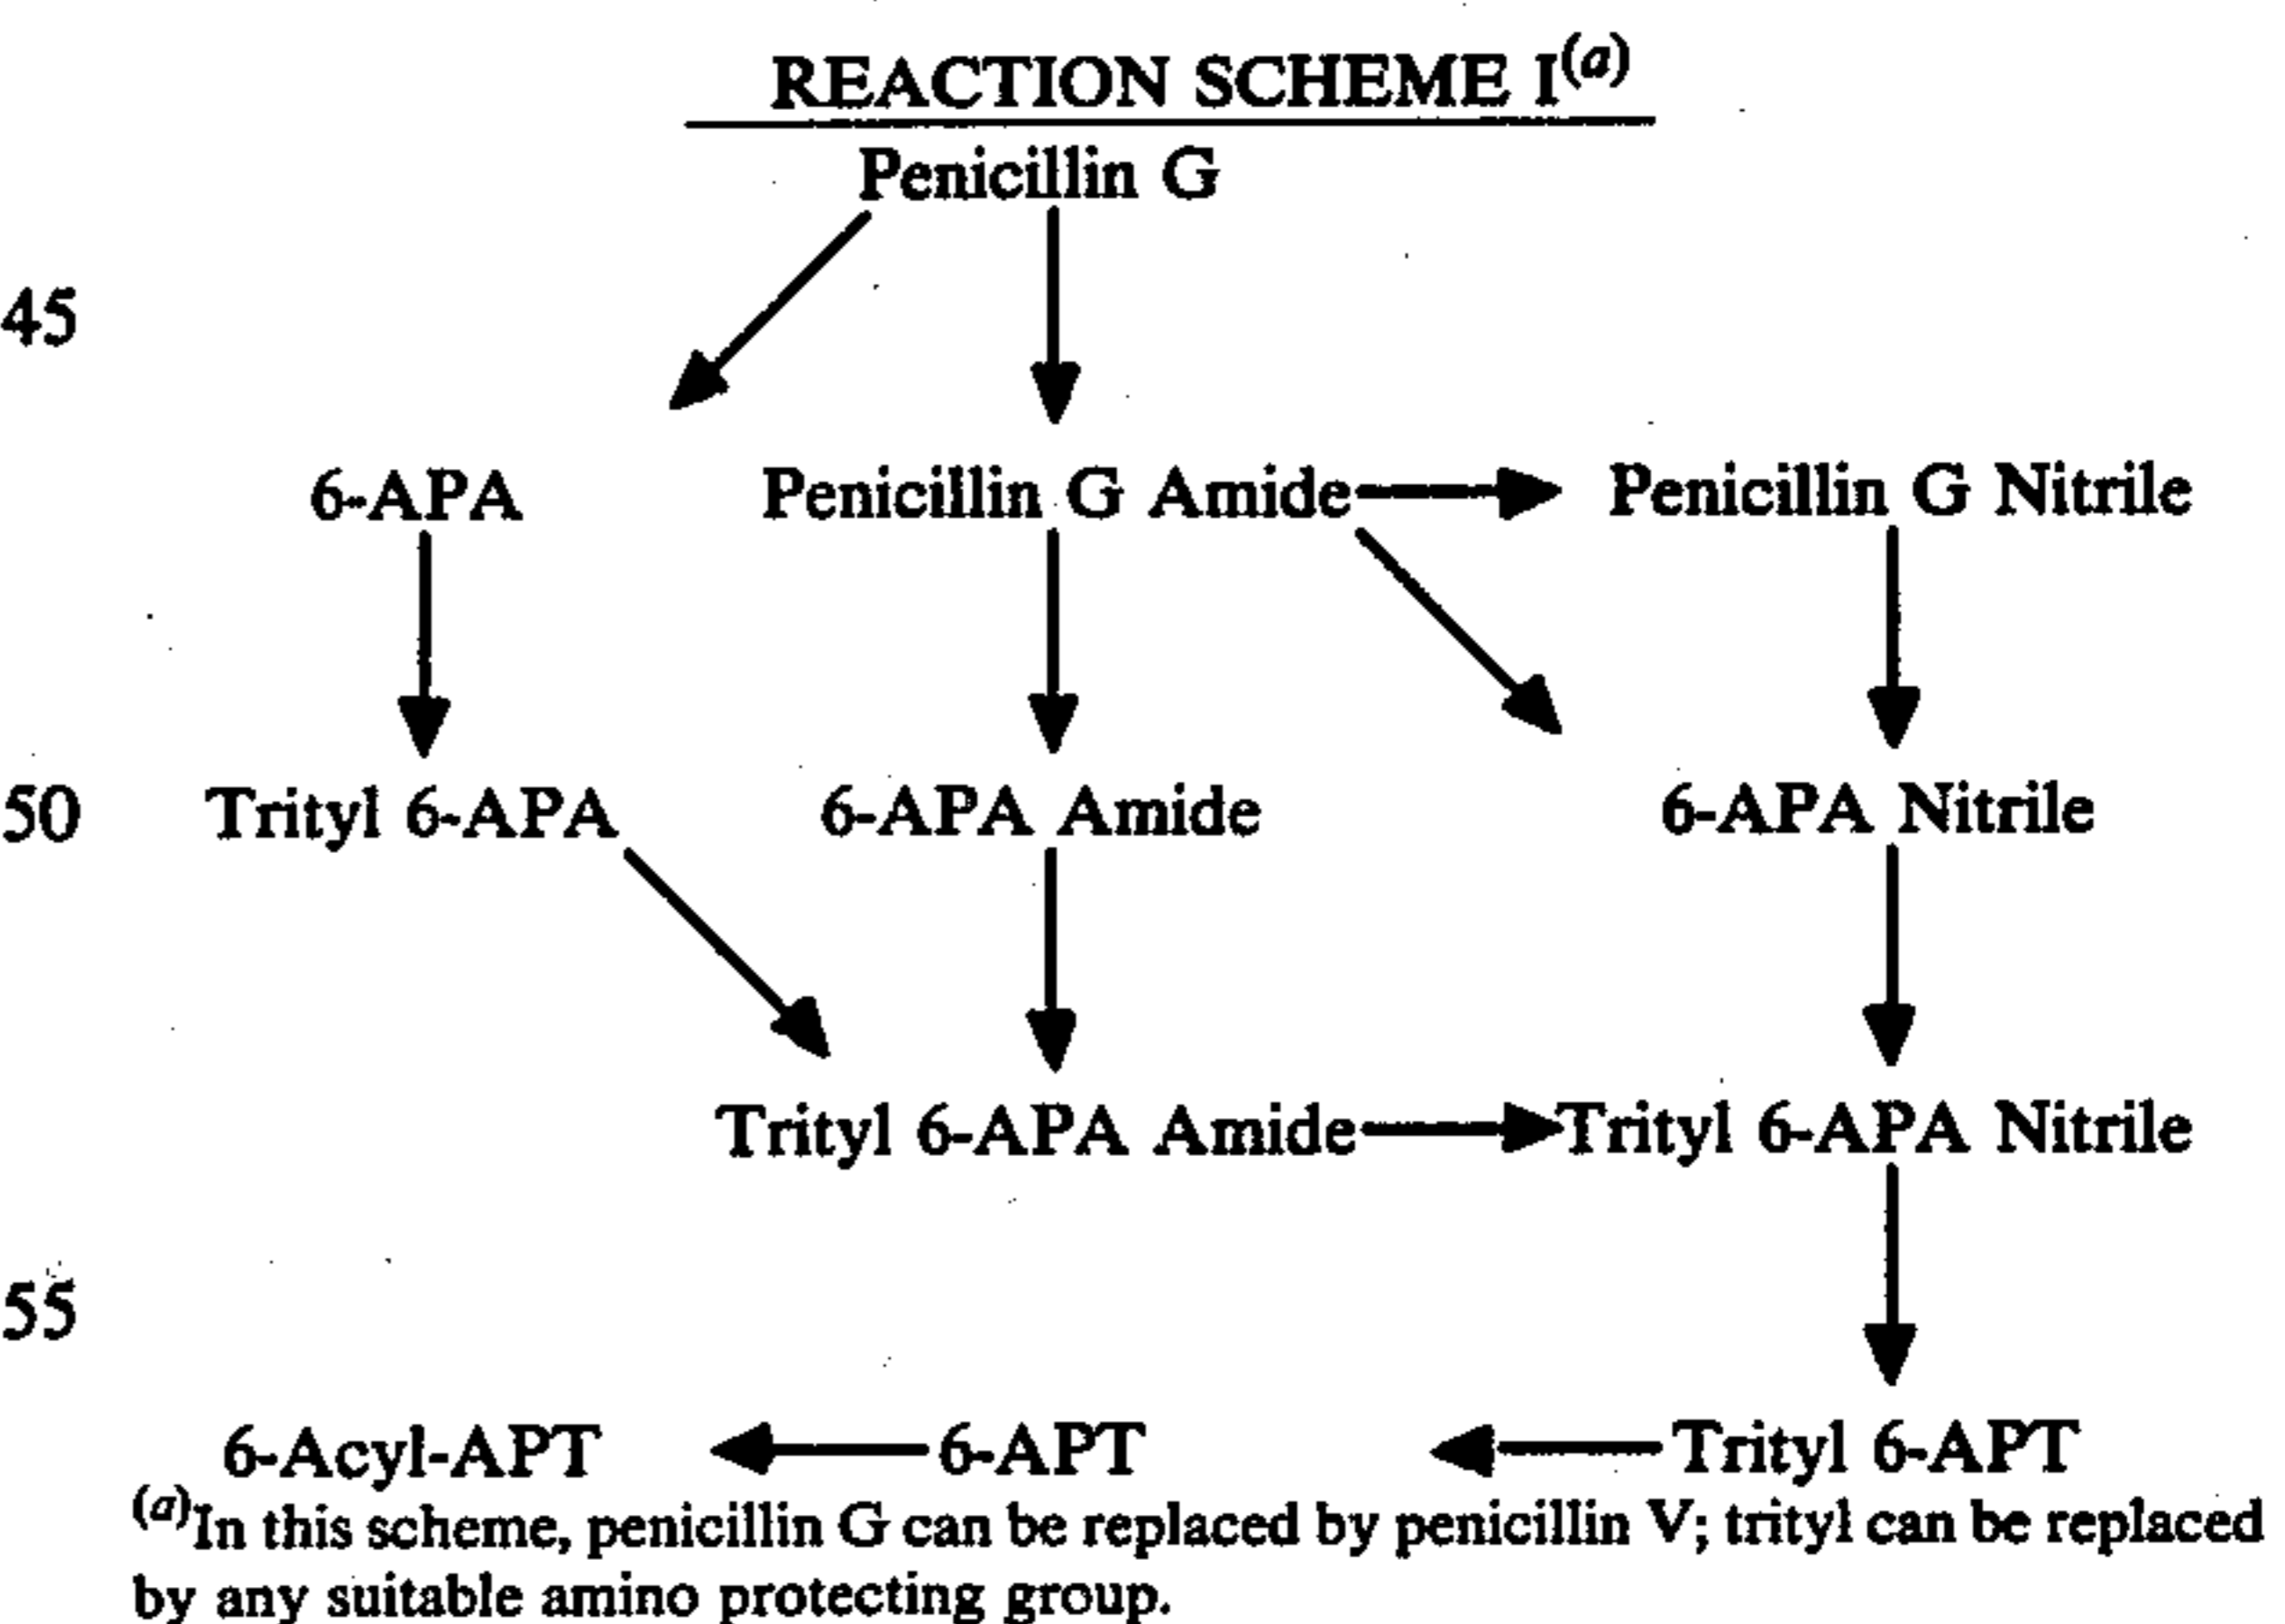 REACTION SCHEME I(a)
Penicillin G
45
6-APA Penicillin G Amide Penicillin G Nitrile
50 Trityl 6-APA 6-APA Amide 6-APA Nitrile
Trityl 6-APA Amide Trityl 6-APA Nitrile
55
6-Acyl-APT 6-APT Trityl 6-APT
(a)In this scheme, penicillin G can be replaced by penicillin V; trityl can be replaced
by any suitable amino protecting group.